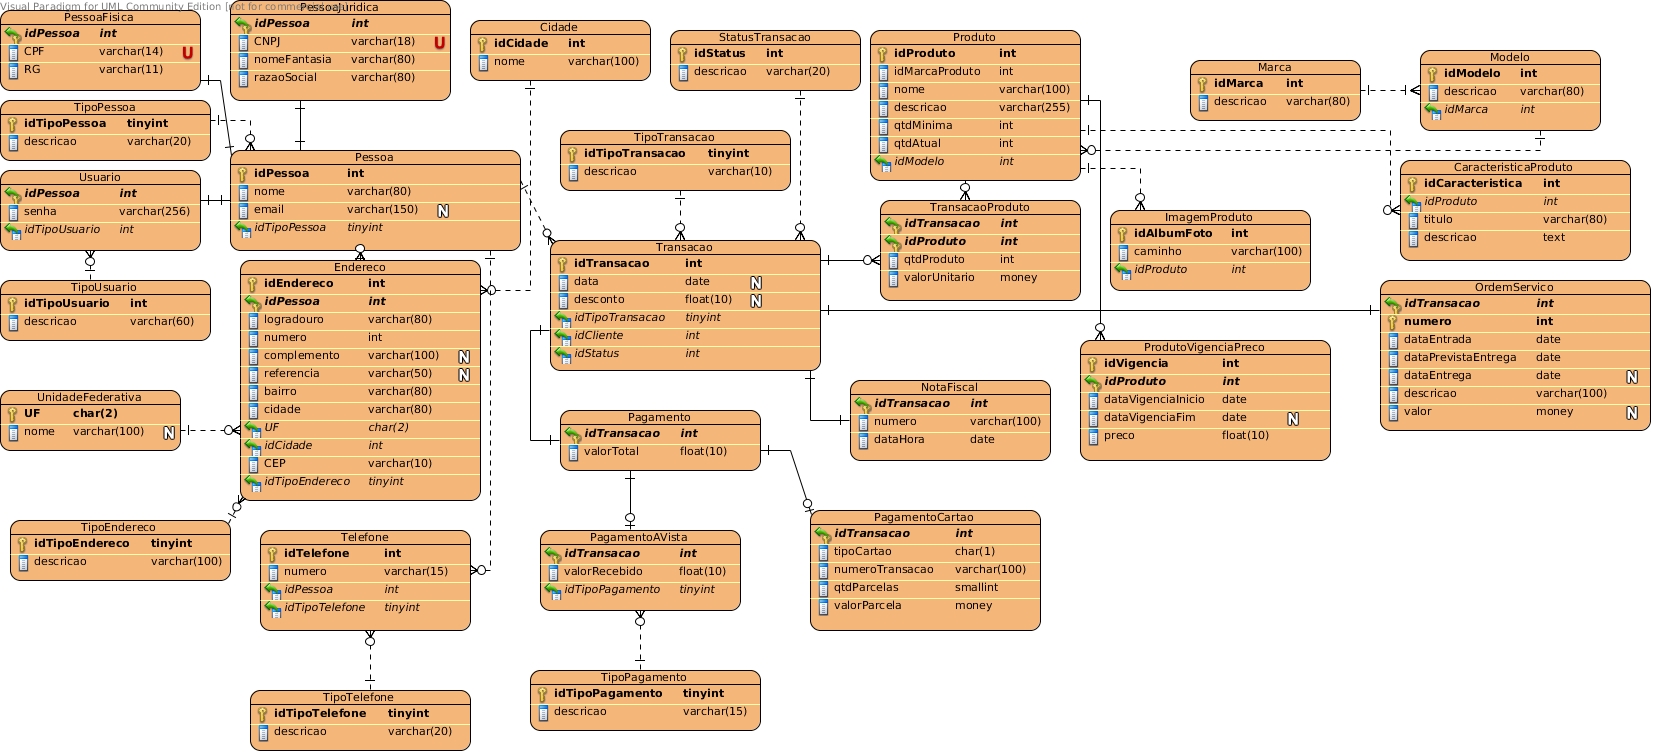 Visual Paradigm for UML Community Edition [not for comme
PessoaFisica
idPessoa int
CPF varchar(14) U
RG varchar(11)
PessoaJuridica
idPessoa int
CNPJ varchar(18) U
nomeFantasia varchar(80)
razaoSocial varchar(80)
Cidade
idCidade int
nome varchar(100)
StatusTransacao
idStatus int
descricao varchar(20)
Produto
idProduto int
idMarcaProduto int
nome varchar(100)
descricao varchar(255)
qtdMinima int
qtdAtual int
idModelo int
Marca
idMarca int
descricao varchar(80)
Modelo
idModelo int
descricao varchar(80)
idMarca int
TipoPessoa
idTipoPessoa tinyint
descricao varchar(20)
Pessoa
idPessoa int
nome varchar(80)
email varchar(150) N
idTipoPessoa tinyint
TipoTransacao
idTipoTransacao tinyint
descricao varchar(10)
Usuario
idPessoa int
senha varchar(256)
idTipoUsuario int
CaracteristicaProduto
idCaracteristica int
idProduto int
titulo varchar(80)
descricao text
TransacaoProduto
idTransacao int
idProduto int
qtdProduto int
valorUnitario money
ImagemProduto
idAlbumFoto int
caminho varchar(100)
idProduto int
Transacao
idTransacao int
data date N
desconto float(10) N
idTipoTransacao tinyint
idCliente int
idStatus int
TipoUsuario
idTipoUsuario int
descricao varchar(60)
Endereco
idEndereco int
idPessoa int
logradouro varchar(80)
numero int
complemento varchar(100) N
referencia varchar(50) N
bairro varchar(80)
cidade varchar(80)
UF char(2)
idCidade int
CEP varchar(10)
idTipoEndereco tinyint
OrdemServico
idTransacao int
numero int
dataEntrada date
dataPrevistaEntrega date
dataEntrega date N
descricao varchar(100)
valor money N
ProdutoVigenciaPreco
idVigencia int
idProduto int
dataVigenciaInicio date
dataVigenciaFim date N
preco float(10)
NotaFiscal
idTransacao int
numero varchar(100)
dataHora date
UnidadeFederativa
UF char(2)
nome varchar(100) N
Pagamento
idTransacao int
valorTotal float(10)
TipoEndereco
idTipoEndereco tinyint
descricao varchar(100)
Telefone
idTelefone int
numero varchar(15)
idPessoa int
idTipoTelefone tinyint
PagamentoAVista
idTransacao int
valorRecebido float(10)
idTipoPagamento tinyint
PagamentoCartao
idTransacao int
tipoCartao char(1)
numeroTransacao varchar(100)
qtdParcelas smallint
valorParcela money
TipoTelefone
idTipoTelefone tinyint
descricao varchar(20)
TipoPagamento
idTipoPagamento tinyint
descricao varchar(15)